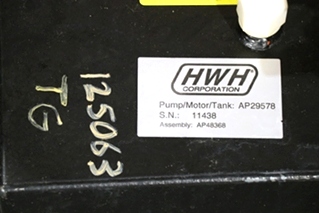 HWH
CORPORATION
Pump/Motor/Tank: AP29578
S.N.: 11438
Assembly: AP48368
125063
TG